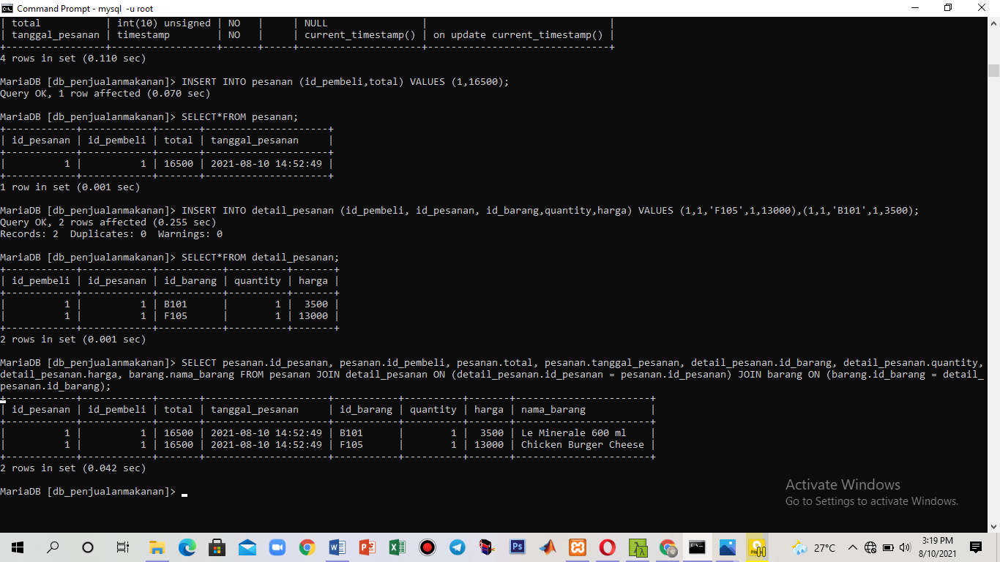 Command Prompt - mysql -u root
| total            | int(10) unsigned | NO   |     | NULL                |                               |
| tanggal_pesanan | timestamp        | NO   |     | current_timestamp() | on update current_timestamp() |
+-----------------+------------------+------+-----+---------------------+-------------------------------+
4 rows in set (0.110 sec)
MariaDB [db_penjualanmakanan]> INSERT INTO pesanan (id_pembeli,total) VALUES (1,16500);
Query OK, 1 row affected (0.070 sec)
MariaDB [db_penjualanmakanan]> SELECT*FROM pesanan;
+------------+------------+-------+---------------------+
| id_pesanan | id_pembeli | total | tanggal_pesanan     |
+------------+------------+-------+---------------------+
|          1 |          1 | 16500 | 2021-08-10 14:52:49 |
+------------+------------+-------+---------------------+
1 row in set (0.001 sec)
MariaDB [db_penjualanmakanan]> INSERT INTO detail_pesanan (id_pembeli, id_pesanan, id_barang,quantity,harga) VALUES (1,1,'F105',1,13000),(1,1,'B101',1,3500);
Query OK, 2 rows affected (0.255 sec)
Records: 2  Duplicates: 0  Warnings: 0
MariaDB [db_penjualanmakanan]> SELECT*FROM detail_pesanan;
+------------+------------+-----------+----------+-------+
| id_pembeli | id_pesanan | id_barang | quantity | harga |
+------------+------------+-----------+----------+-------+
|          1 |          1 | B101      |        1 |  3500 |
|          1 |          1 | F105      |        1 | 13000 |
+------------+------------+-----------+----------+-------+
2 rows in set (0.001 sec)
MariaDB [db_penjualanmakanan]> SELECT pesanan.id_pesanan, pesanan.id_pembeli, pesanan.total, pesanan.tanggal_pesanan, detail_pesanan.id_barang, detail_pesanan.quantity,
detail_pesanan.harga, barang.nama_barang FROM pesanan JOIN detail_pesanan ON (detail_pesanan.id_pesanan = pesanan.id_pesanan) JOIN barang ON (barang.id_barang = detail_
pesanan.id_barang);
+------------+------------+-------+---------------------+-----------+----------+-------+----------------------+
| id_pesanan | id_pembeli | total | tanggal_pesanan     | id_barang | quantity | harga | nama_barang          |
+------------+------------+-------+---------------------+-----------+----------+-------+----------------------+
|          1 |          1 | 16500 | 2021-08-10 14:52:49 | B101      |        1 |  3500 | Le Minerale 600 ml   |
|          1 |          1 | 16500 | 2021-08-10 14:52:49 | F105      |        1 | 13000 | Chicken Burger Cheese |
+------------+------------+-------+---------------------+-----------+----------+-------+----------------------+
2 rows in set (0.042 sec)
MariaDB [db_penjualanmakanan]>
Activate Windows
Go to Settings to activate Windows.
27°C
3:19 PM
8/10/2021